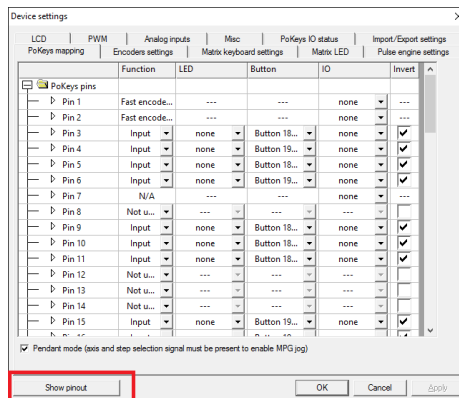 Device settings
LCD PWM Analog inputs Misc PoKeys IO status Import/Export settings
PoKeys mapping Encoders settings Matrix keyboard settings Matrix LED Pulse engine settings
Function LED Button IO Invert
PoKeys pins
Pin 1 Fast encode... --- --- none ---
Pin 2 Fast encode... --- --- none ---
Pin 3 Input none Button 18... none
Pin 4 Input none Button 19... none
Pin 5 Input none Button 18... none
Pin 6 Input none Button 19... none
Pin 7 N/A none ---
Pin 8 Not u... --- --- ---
Pin 9 Input none Button 18... none
Pin 10 Input none Button 18... none
Pin 11 Input none Button 18... none
Pin 12 Not u... --- --- ---
Pin 13 Not u... --- --- ---
Pin 14 Not u... --- --- ---
Pin 15 Input none Button 19... none
Pendant mode (axis and step selection signal must be present to enable MPG jog)
Show pinout OK Cancel Apply